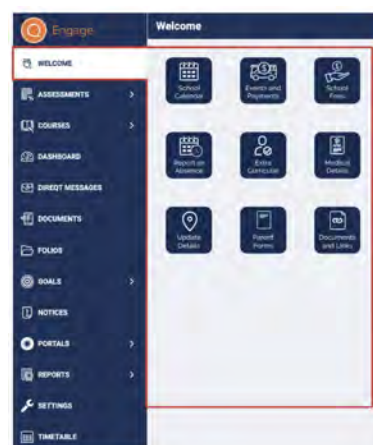 Engage
Welcome
WELCOME
ASSESSMENTS
COURSES
DASHBOARD
DIREQT MESSAGES
DOCUMENTS
FOLIOS
GOALS
NOTICES
PORTALS
REPORTS
SETTINGS
TIMETABLE
School
Calendar
Events and
Payments
School
Fees
Report an
Absence
Extra
Curricular
Medical
Details
Update
Details
Parent
Forms
Documents
and Links